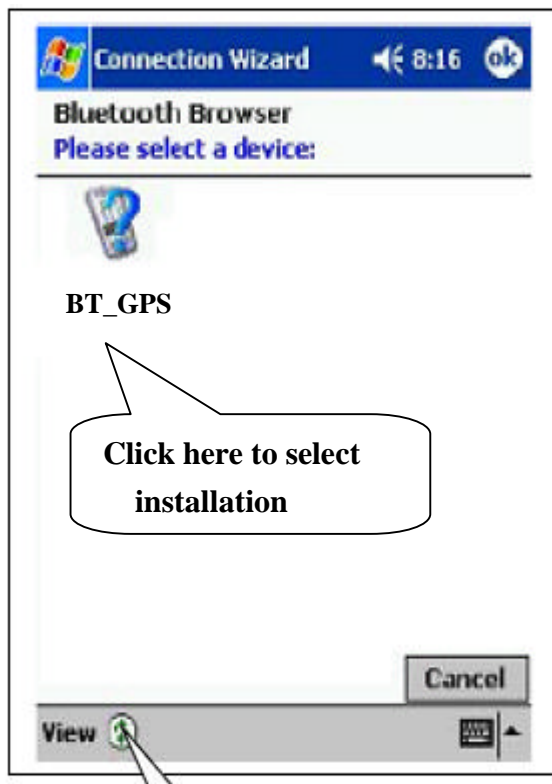 Connection Wizard 8:16 ok
Bluetooth Browser
Please select a device:
BT_GPS
Click here to select
installation
Cancel
View